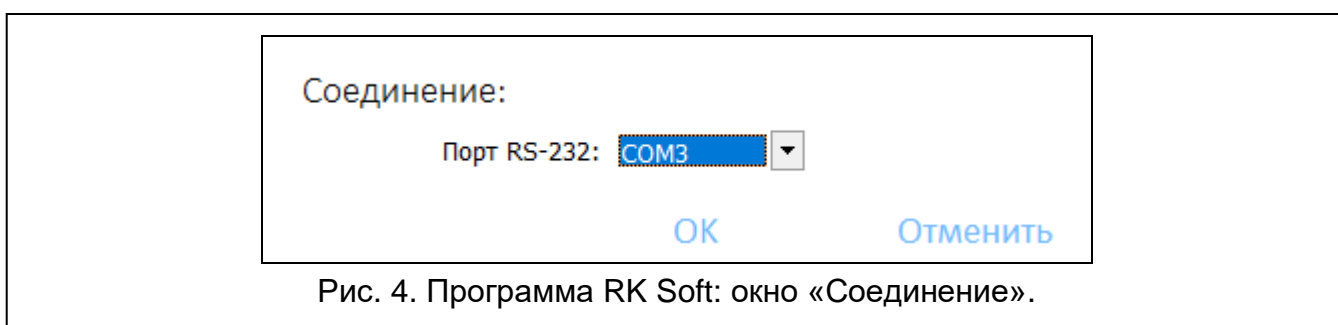 Соединение:
Порт RS-232: COM3
OK Отменить
Рис. 4. Программа RK Soft: окно «Соединение».